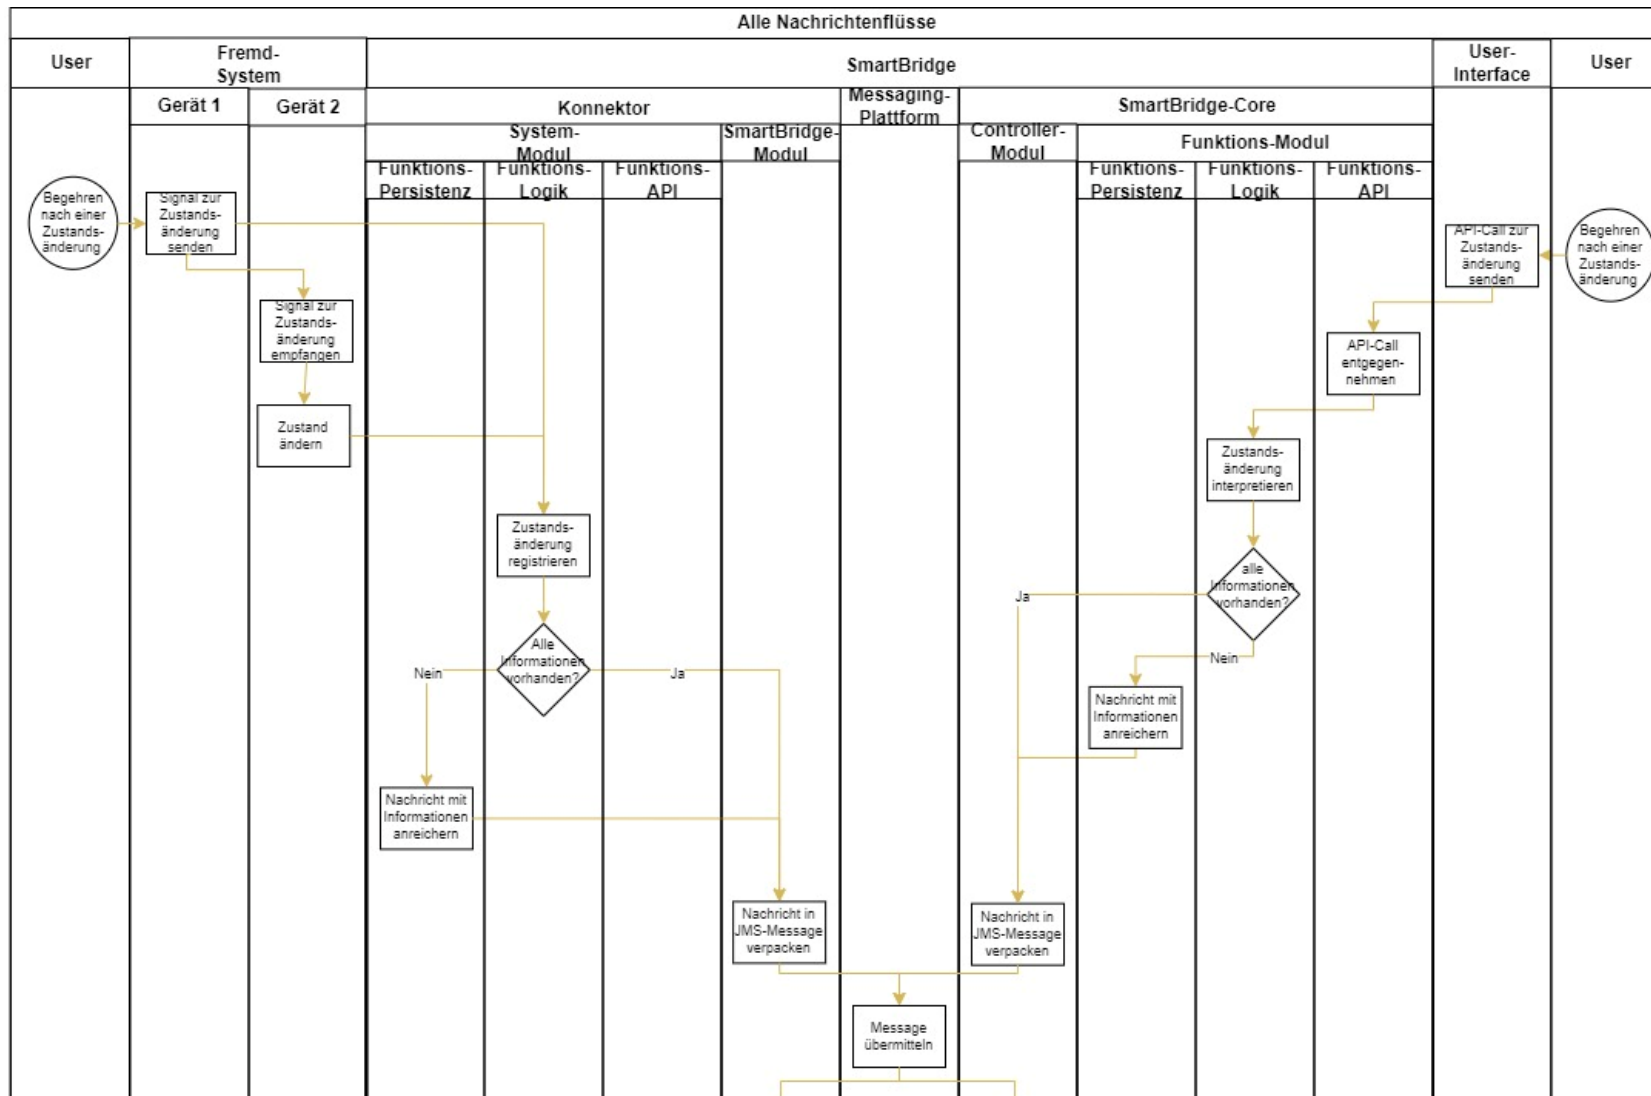 Alle Nachrichtenflüsse
User
Fremd-
System
SmartBridge
User-
Interface
User
Gerät 1
Gerät 2
Konnektor
Messaging-
Plattform
SmartBridge-Core
System-
Modul
SmartBridge-
Modul
Controller-
Modul
Funktions-Modul
Funktions-
Persistenz
Funktions-
Logik
Funktions-
API
Funktions-
Persistenz
Funktions-
Logik
Funktions-
API
Begehren
nach einer
Zustands-
änderung
Signal zur
Zustands-
änderung
senden
API-Call zur
Zustands-
änderung
senden
Begehren
nach einer
Zustands-
änderung
Signal zur
Zustands-
änderung
empfangen
API-Call
entgegen-
nehmen
Zustand
ändern
Zustands-
änderung
interpretieren
Zustands-
änderung
registrieren
alle
Informationen
vorhanden?
Ja
Nein
Alle
Informationen
vorhanden?
Nein
Ja
Nachricht mit
Informationen
anreichern
Nachricht mit
Informationen
anreichern
Nachricht in
JMS-Message
verpacken
Nachricht in
JMS-Message
verpacken
Message
übermitteln